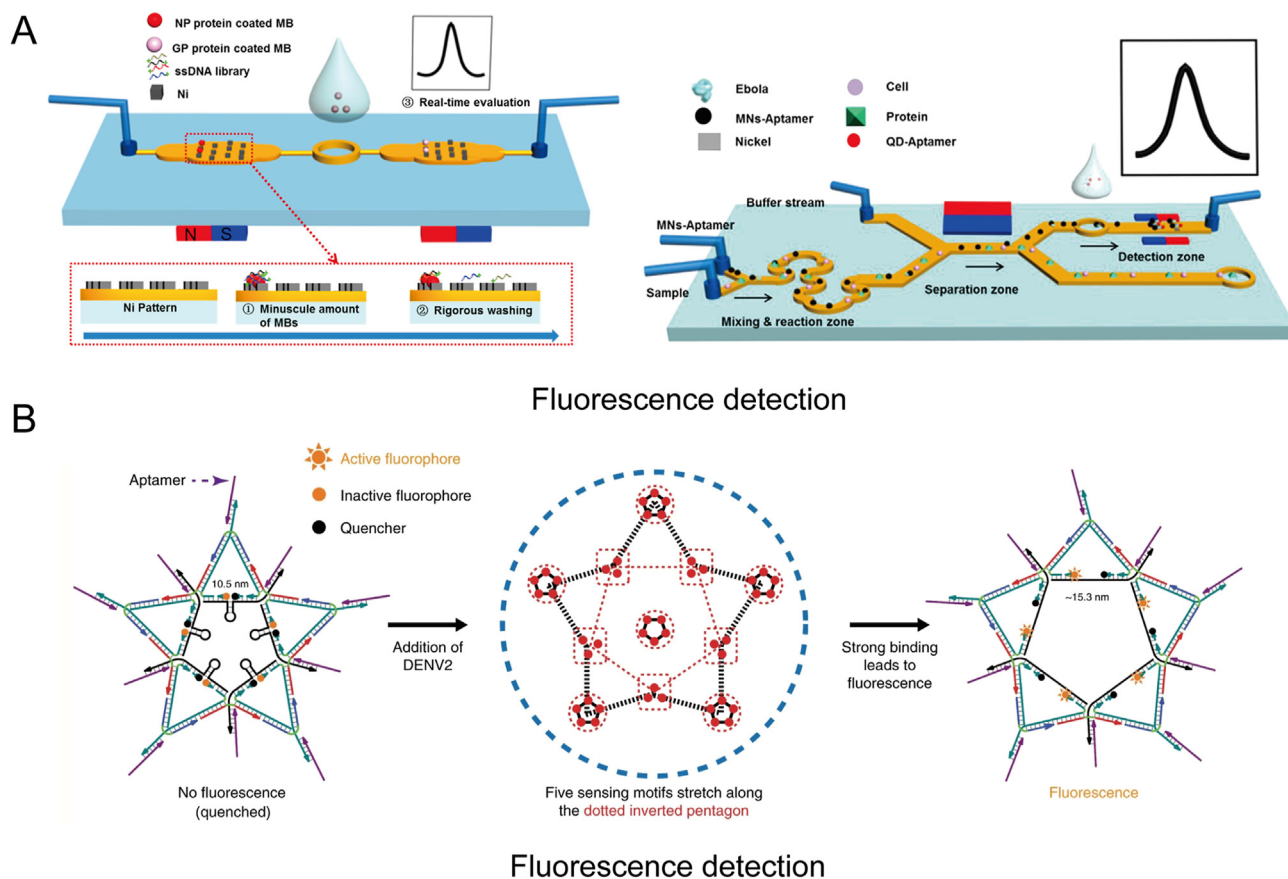 A
NP protein coated MB
GP protein coated MB
ssDNA library
Ni
③ Real-time evaluation
N S
Ni Pattern
① Minuscule amount
of MBs
② Rigorous washing
Ebola
MNs-Aptamer
Nickel
Cell
Protein
QD-Aptamer
Buffer stream
MNs-Aptamer
Sample
Mixing & reaction zone
Separation zone
Detection zone
Fluorescence detection
B
Aptamer
Active fluorophore
Inactive fluorophore
Quencher
10.5 nm
No fluorescence
(quenched)
Addition of
DENV2
Five sensing motifs stretch along
the dotted inverted pentagon
Strong binding
leads to
fluorescence
~15.3 nm
Fluorescence
Fluorescence detection